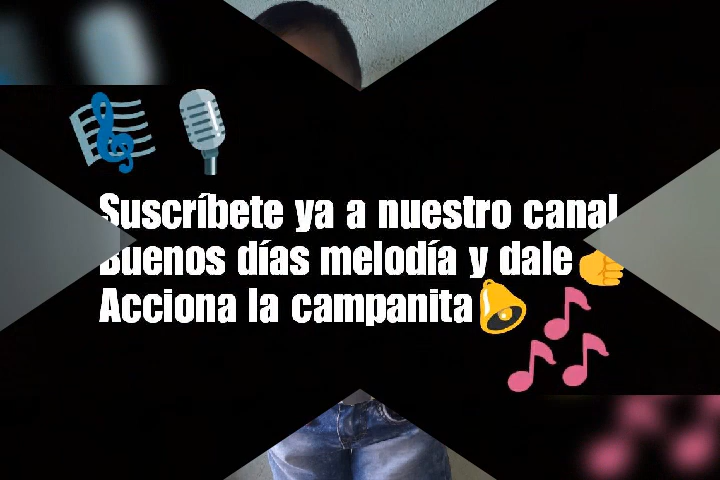 Suscríbete ya a nuestro canal
Buenos días melodía y dale👍
Acciona la campanita🔔